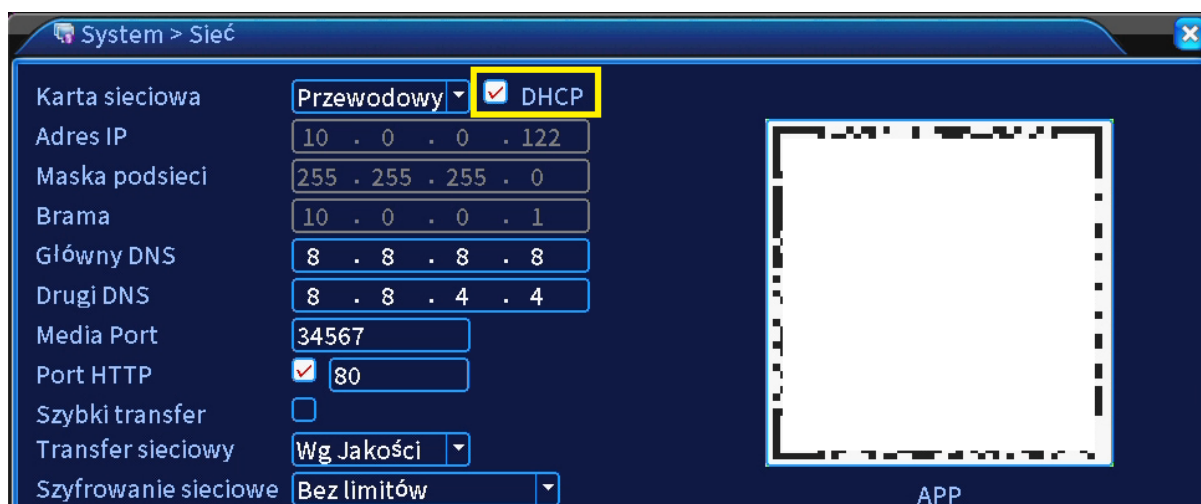 System > Sieć
Karta sieciowa Przewodowy DHCP
Adres IP 10 . 0 . 0 . 122
Maska podsieci 255 . 255 . 255 . 0
Brama 10 . 0 . 0 . 1
Główny DNS 8 . 8 . 8 . 8
Drugi DNS 8 . 8 . 4 . 4
Media Port 34567
Port HTTP 80
Szybki transfer
Transfer sieciowy Wg Jakości
Szyfrowanie sieciowe Bez limitów
APP